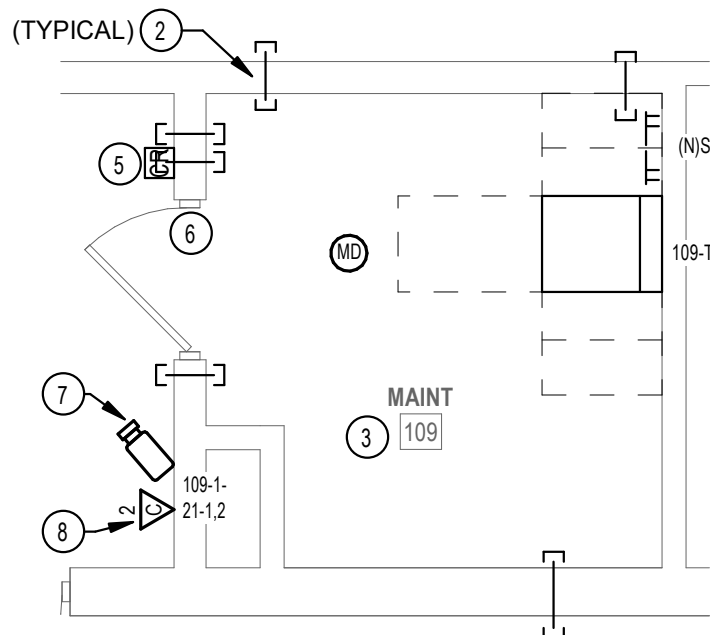 (TYPICAL) 2
5 CR
(N)S
6
MD
109-T
7
MAINT
3 109
109-1-
21-1,2
2 C
8